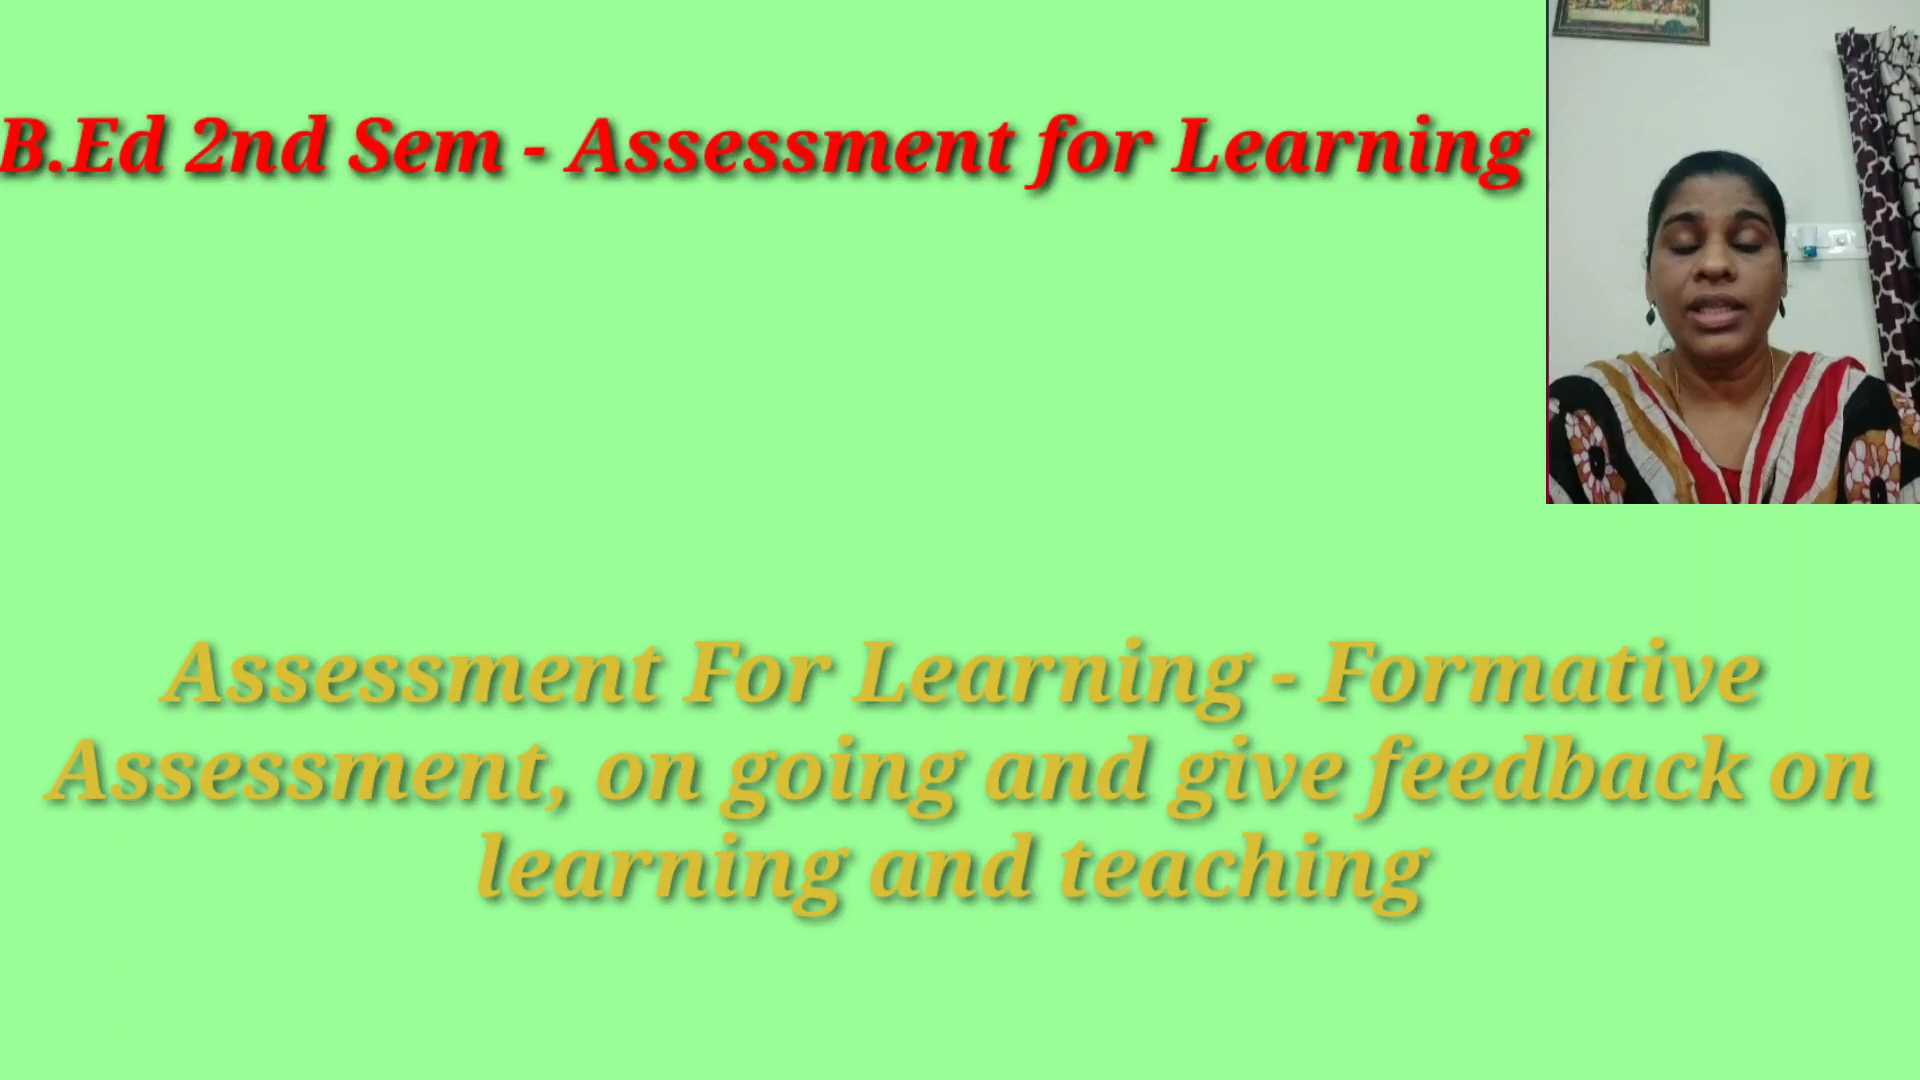 B.Ed 2nd Sem - Assessment for Learning
Assessment For Learning - Formative
Assessment, on going and give feedback on
learning and teaching